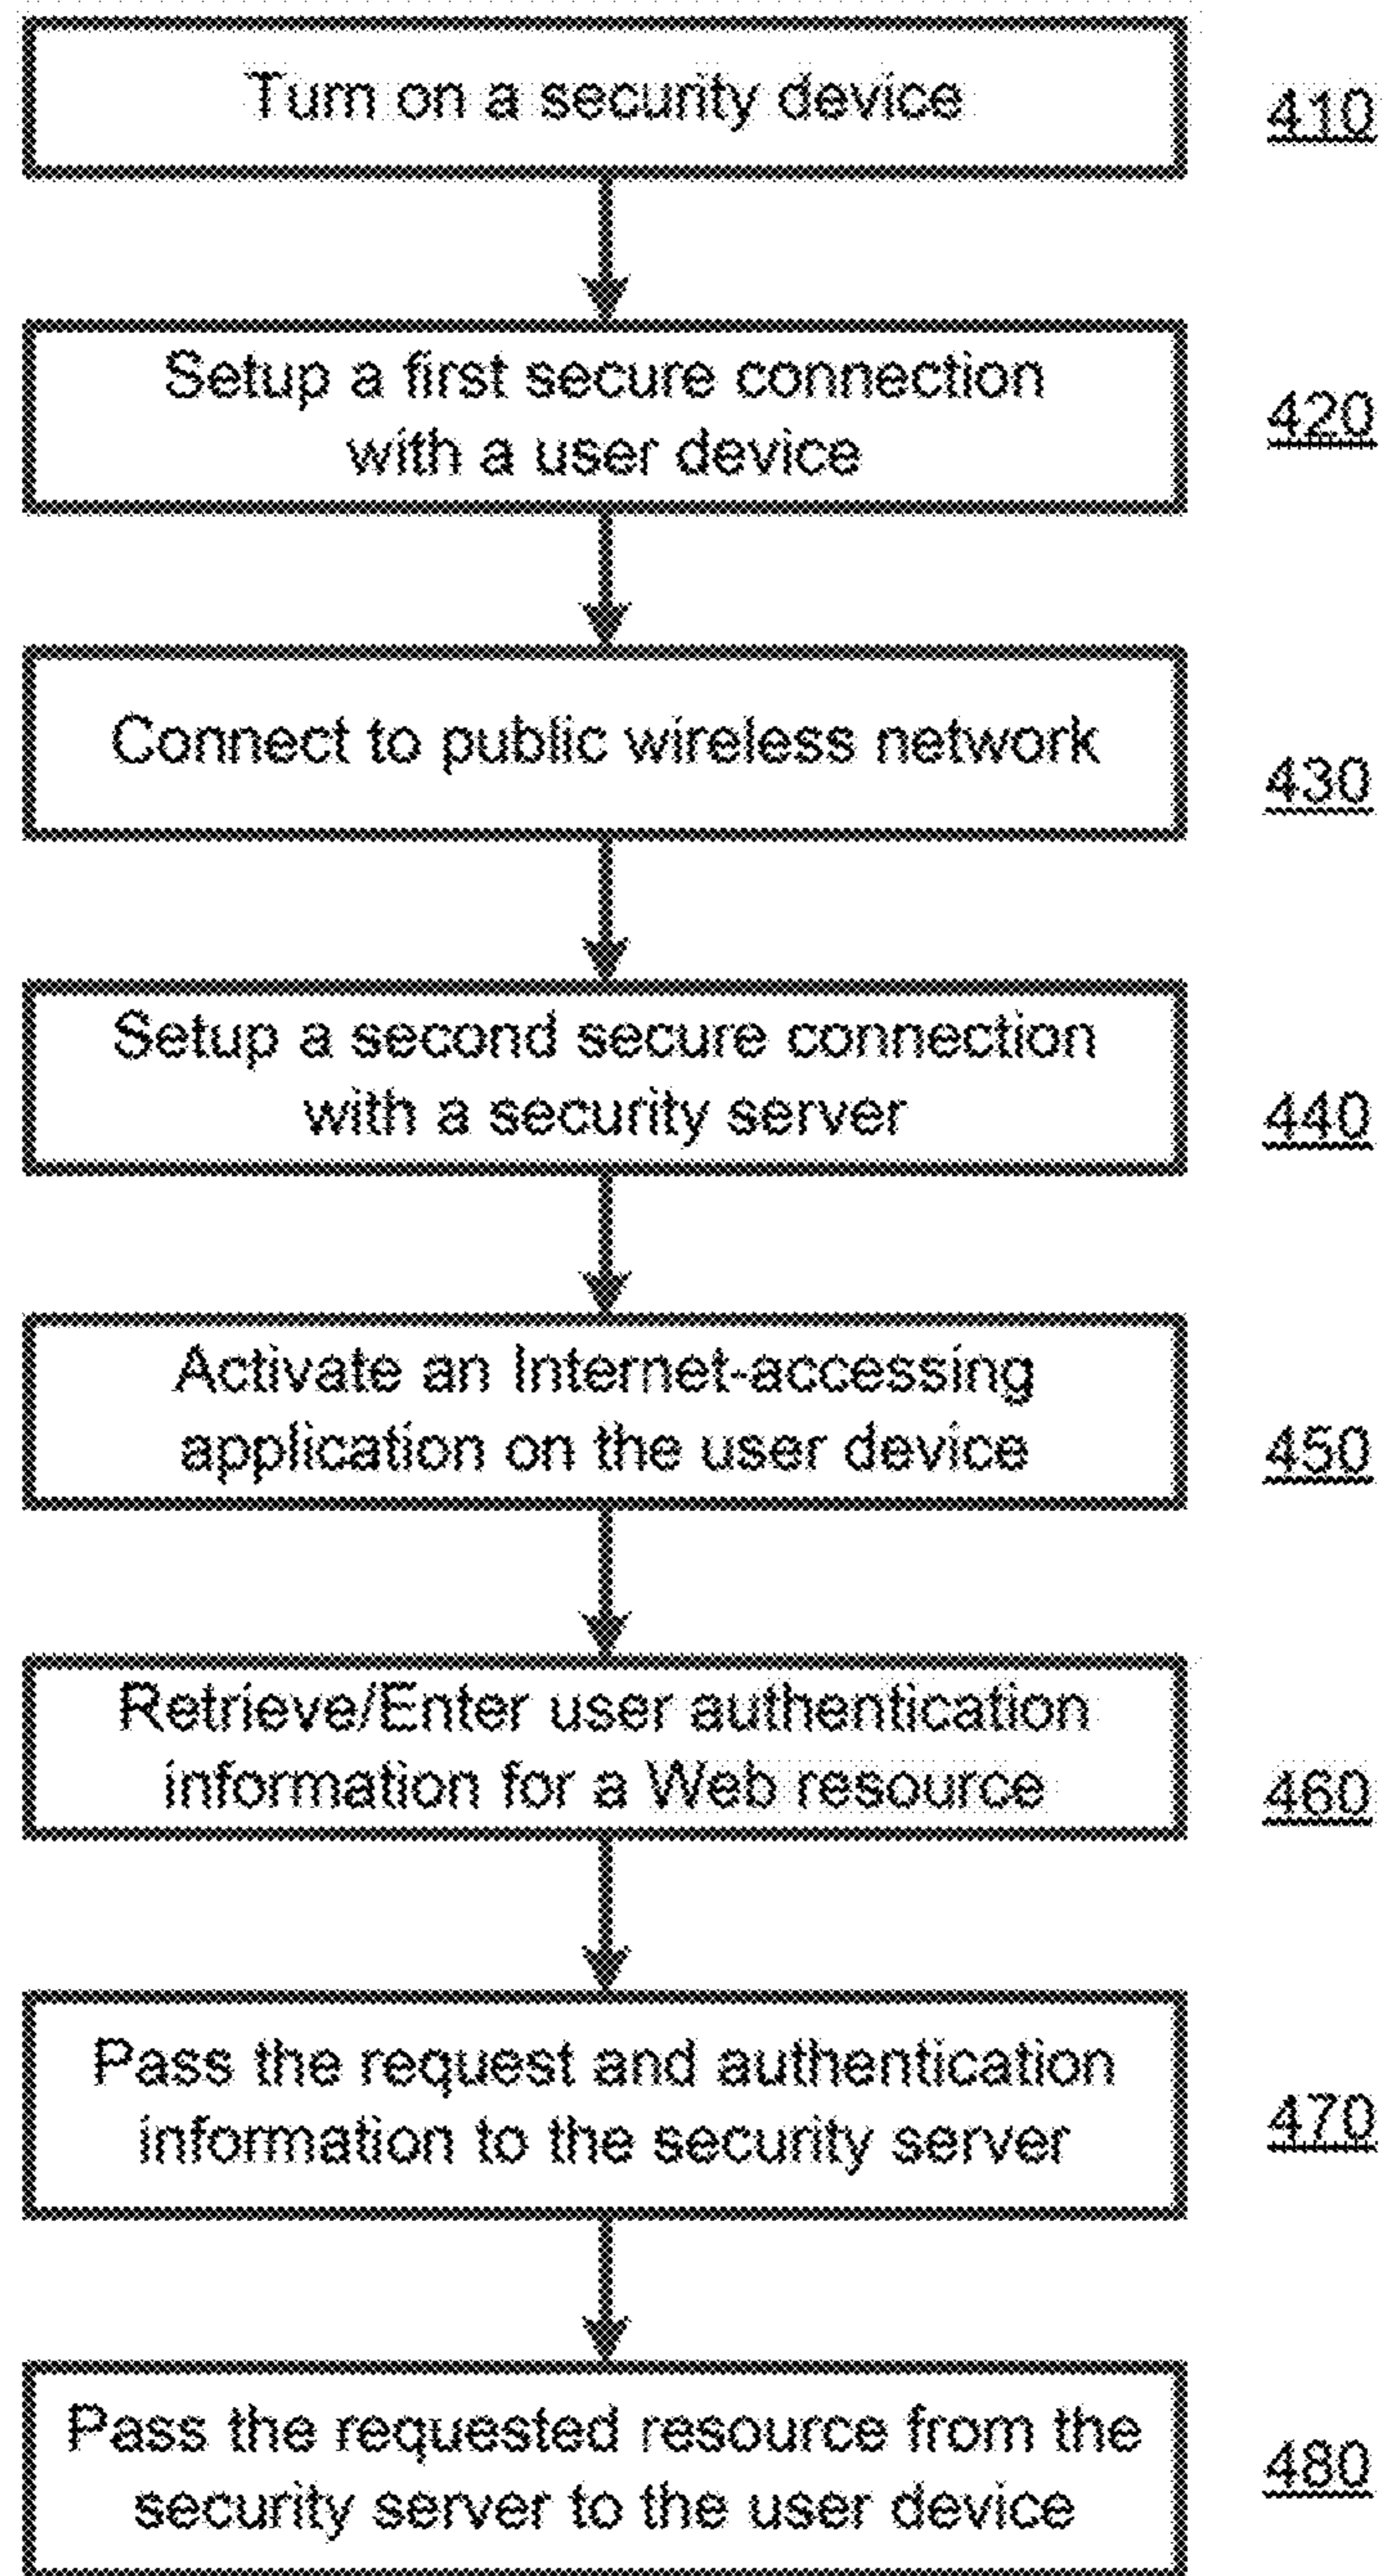 Turn on a security device
410
Setup a first secure connection
with a user device
420
Connect to public wireless network
430
Setup a second secure connection
with a security server
440
Activate an Internet-accessing
application on the user device
450
Retrieve/Enter user authentication
information for a Web resource
460
Pass the request and authentication
information to the security server
470
Pass the requested resource from the
security server to the user device
480